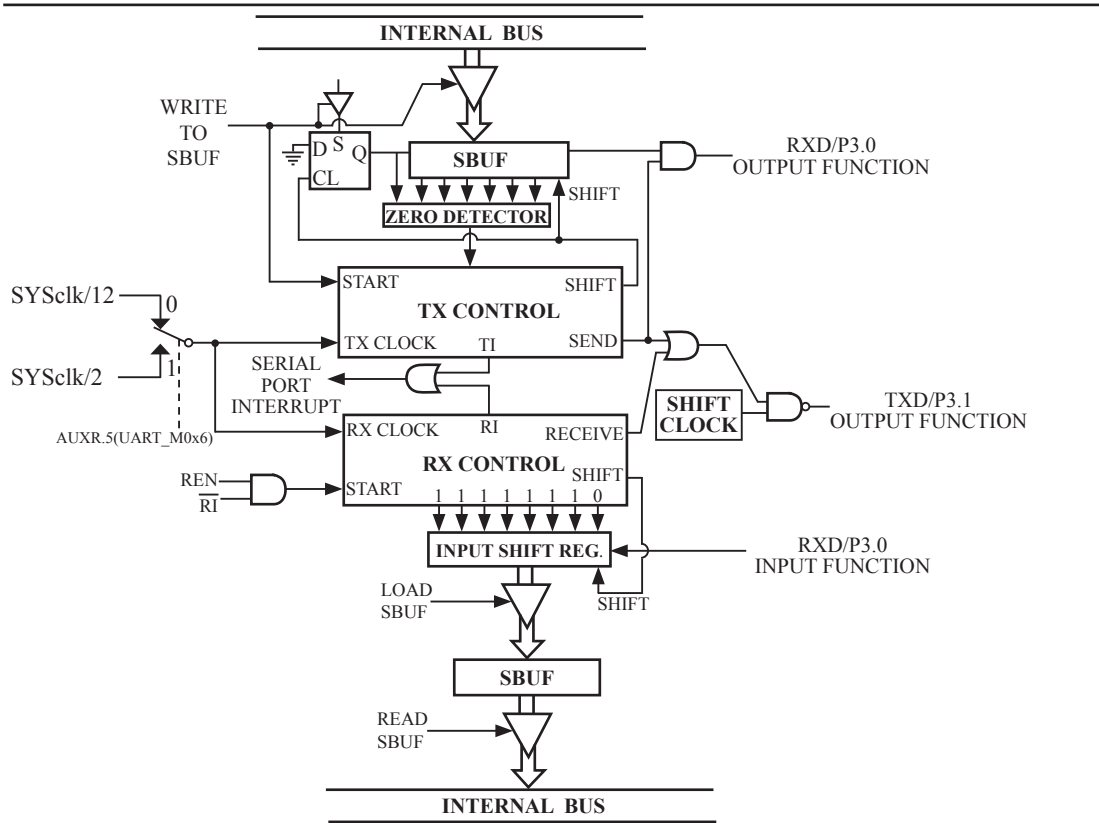 INTERNAL BUS
WRITE
TO
SBUF
D
S
Q
CL
SBUF
SHIFT
RXD/P3.0
OUTPUT FUNCTION
ZERO DETECTOR
START
SHIFT
TX CONTROL
TX CLOCK
TI
SEND
SYSclk/12
0
SYSclk/2
1
AUXR.5(UART_M0x6)
SERIAL
PORT
INTERRUPT
SHIFT
CLOCK
TXD/P3.1
OUTPUT FUNCTION
RX CLOCK
RI
RECEIVE
RX CONTROL
SHIFT
REN
R̅I̅
START
1 1 1 1 1 1 1 0
INPUT SHIFT REG.
RXD/P3.0
INPUT FUNCTION
LOAD
SBUF
SHIFT
SBUF
READ
SBUF
INTERNAL BUS